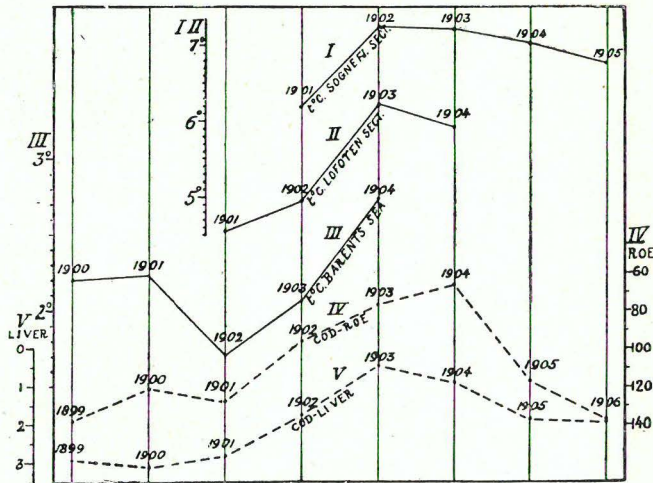 I II
7°
6°
5°
III
3°
2°
V
LIVER
0
1
2
3
IV
ROE
60
80
100
120
140
1901
1902
1903
1904
1905
I
t°C. SOGNEFJ. SECT.
1901
1902
1903
1904
II
t°C. LOFOTEN SECT.
1900
1901
1902
1903
1904
III
t°C. BARENTS SEA
1899
1900
1901
1902
1903
1904
1905
1906
IV
COD-ROE
1899
1900
1901
1902
1903
1904
1905
V
COD-LIVER